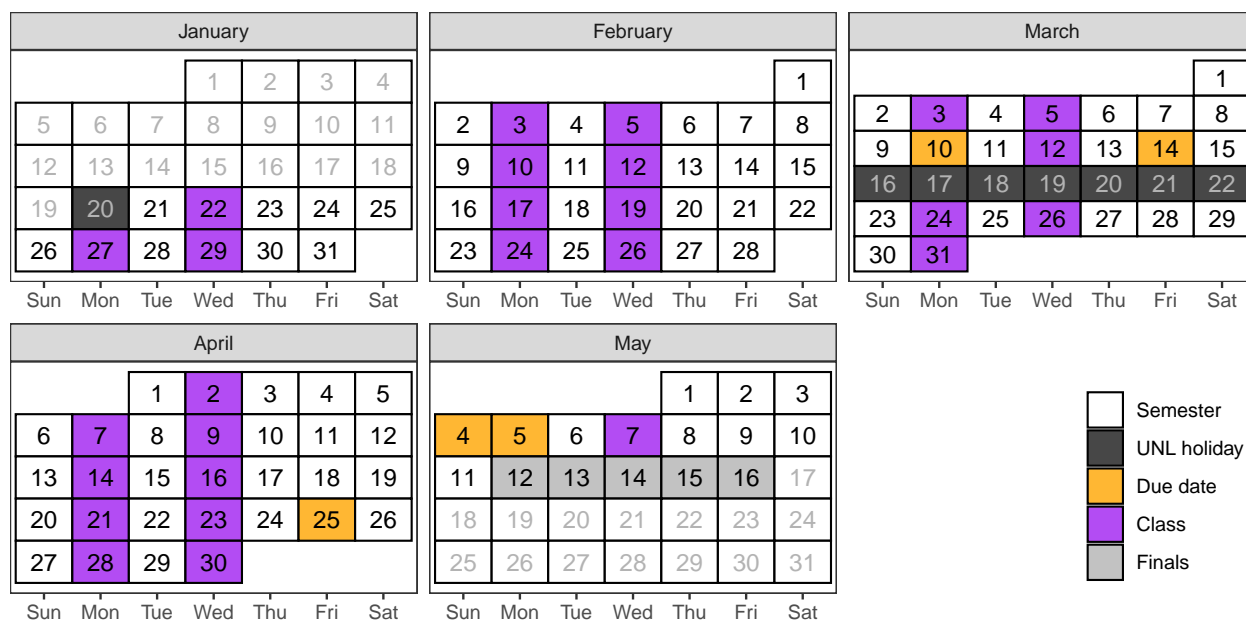 January
1 2 3 4
5 6 7 8 9 10 11
12 13 14 15 16 17 18
19 20 21 22 23 24 25
26 27 28 29 30 31
Sun Mon Tue Wed Thu Fri Sat
February
1
2 3 4 5 6 7 8
9 10 11 12 13 14 15
16 17 18 19 20 21 22
23 24 25 26 27 28
Sun Mon Tue Wed Thu Fri Sat
March
1
2 3 4 5 6 7 8
9 10 11 12 13 14 15
16 17 18 19 20 21 22
23 24 25 26 27 28 29
30 31
Sun Mon Tue Wed Thu Fri Sat
April
1 2 3 4 5
6 7 8 9 10 11 12
13 14 15 16 17 18 19
20 21 22 23 24 25 26
27 28 29 30
Sun Mon Tue Wed Thu Fri Sat
May
1 2 3
4 5 6 7 8 9 10
11 12 13 14 15 16 17
18 19 20 21 22 23 24
25 26 27 28 29 30 31
Sun Mon Tue Wed Thu Fri Sat
Semester
UNL holiday
Due date
Class
Finals